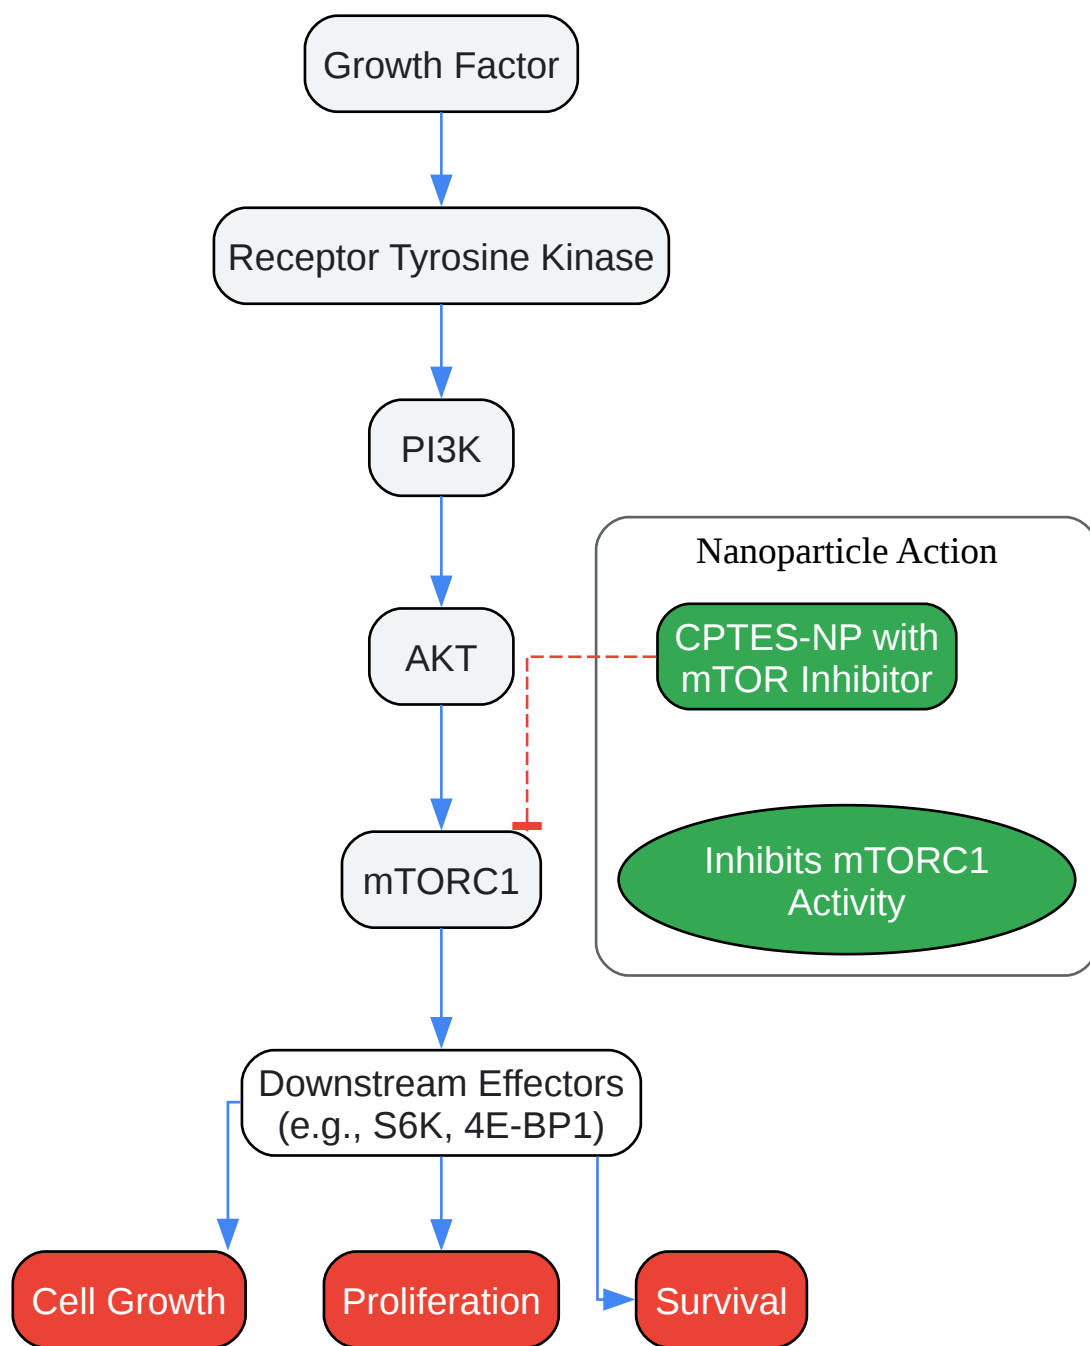 Growth Factor
Receptor Tyrosine Kinase
PI3K
Nanoparticle Action
CPTES-NP with
mTOR Inhibitor
AKT
Inhibits mTORC1
Activity
mTORC1
Downstream Effectors
(e.g., S6K, 4E-BP1)
Cell Growth
Proliferation
Survival